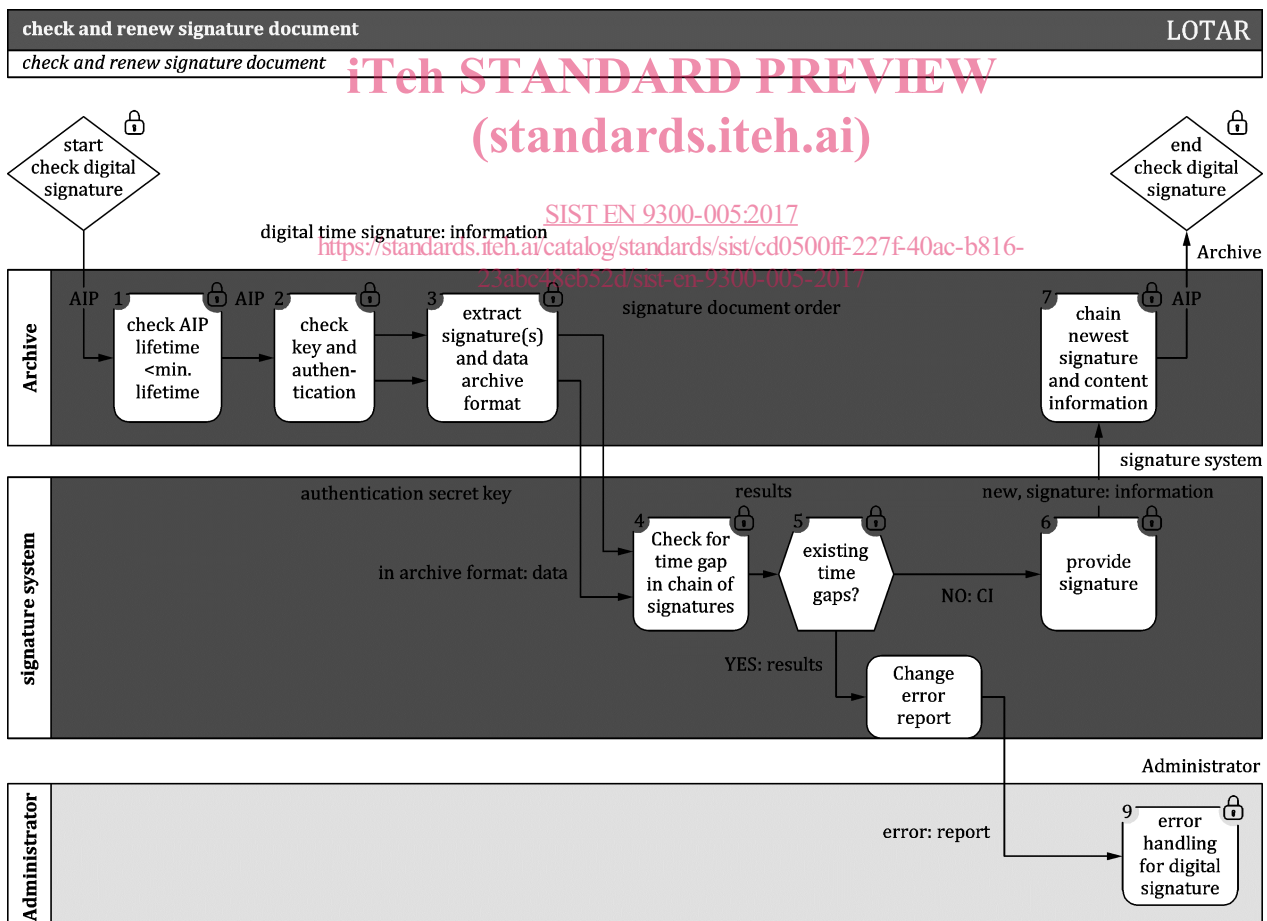 check and renew signature document
LOTAR
check and renew signature document
iTeh STANDARD PREVIEW
(standards.iteh.ai)
start
check digital
signature
end
check digital
signature
SIST EN 9300-005:2017
digital time signature: information
https://standards.iteh.ai/catalog/standards/sist/cd0500ff-227f-40ac-b816-
23abc48eb52d/sist-en-9300-005-2017
Archive
Archive
AIP
1
check AIP
lifetime
<min.
lifetime
AIP
2
check
key and
authen-
tication
3
extract
signature(s)
and data
archive
format
signature document order
7
chain
newest
signature
and content
information
AIP
signature system
signature system
authentication secret key
results
new, signature: information
in archive format: data
4
Check for
time gap
in chain of
signatures
5
existing
time
gaps?
NO: CI
6
provide
signature
YES: results
Change
error
report
Administrator
Administrator
error: report
9
error
handling
for digital
signature